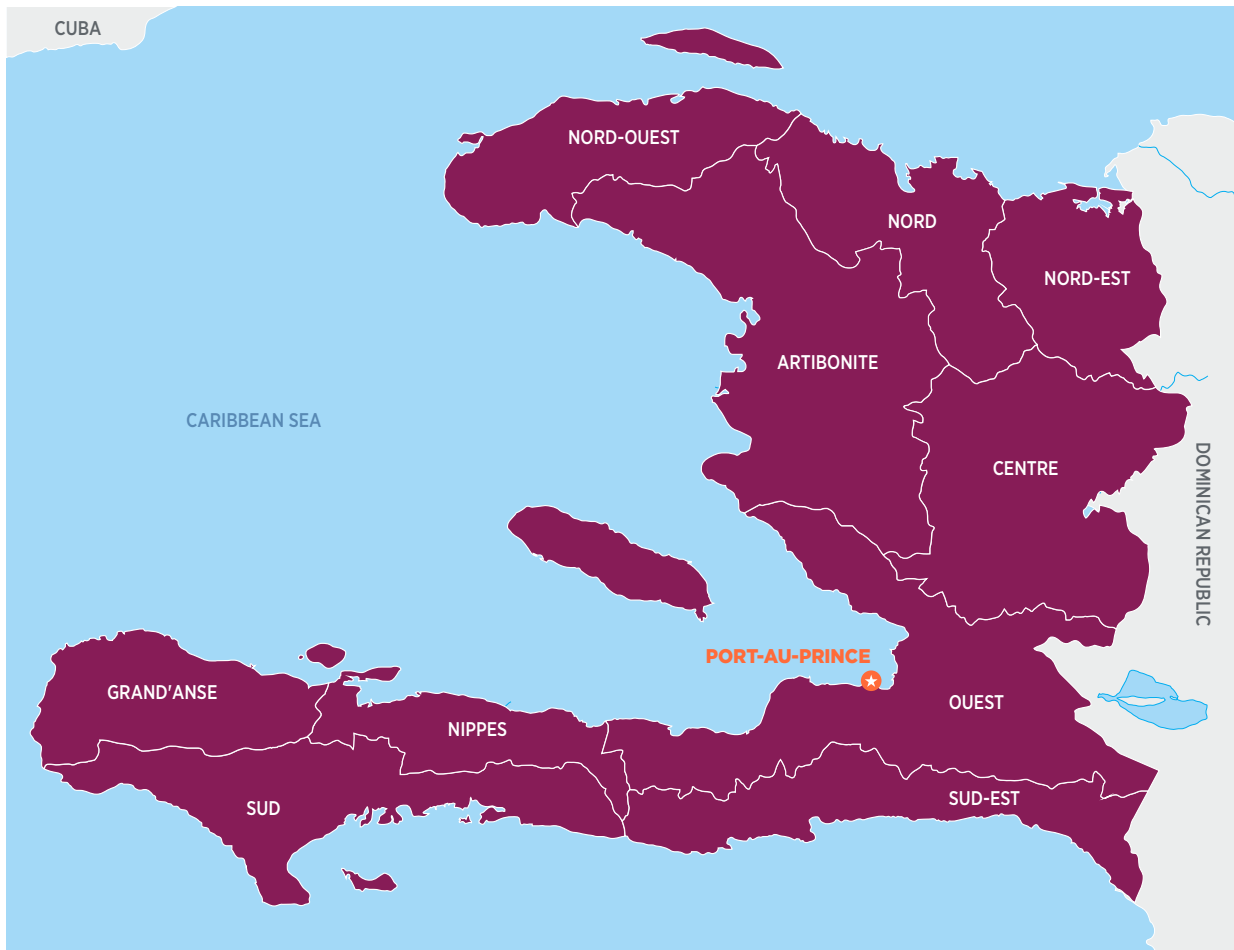 CUBA
NORD-OUEST
NORD
NORD-EST
ARTIBONITE
CARIBBEAN SEA
CENTRE
DOMINICAN REPUBLIC
PORT-AU-PRINCE
GRAND'ANSE
OUEST
NIPPES
SUD-EST
SUD